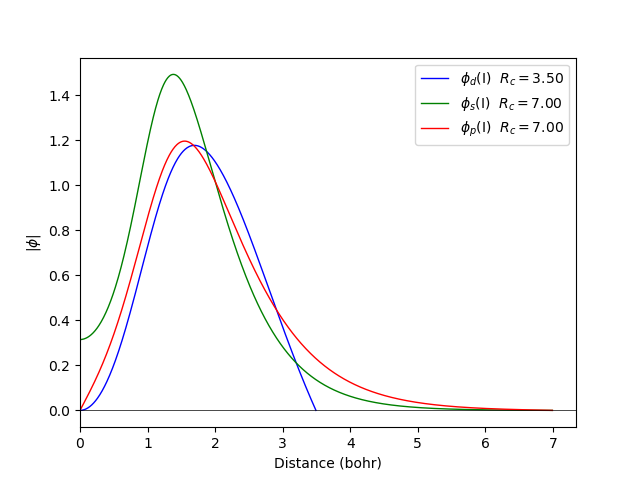 ϕd(I) Rc = 3.50
ϕs(I) Rc = 7.00
ϕp(I) Rc = 7.00
1.4
1.2
1.0
0.8
0.6
0.4
0.2
0.0
|ϕ|
0 1 2 3 4 5 6 7
Distance (bohr)